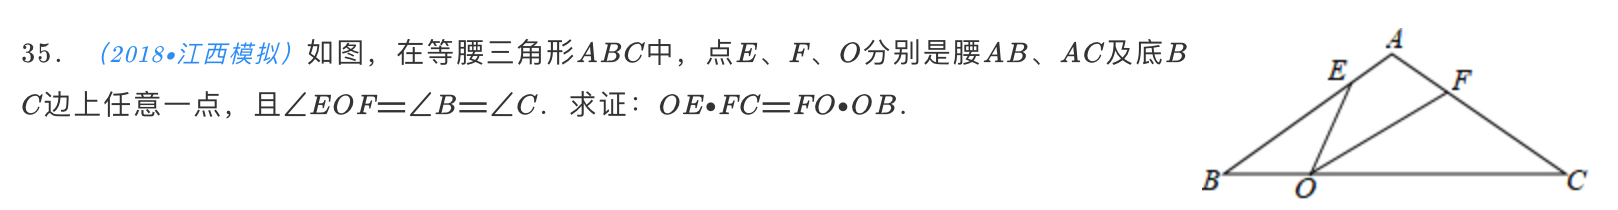 35. (2018•江西模拟)如图，在等腰三角形ABC中，点E、F、O分别是腰AB、AC及底B
C边上任意一点，且∠EOF=∠B=∠C. 求证：OE•FC=FO•OB.
A
E
F
B
O
C